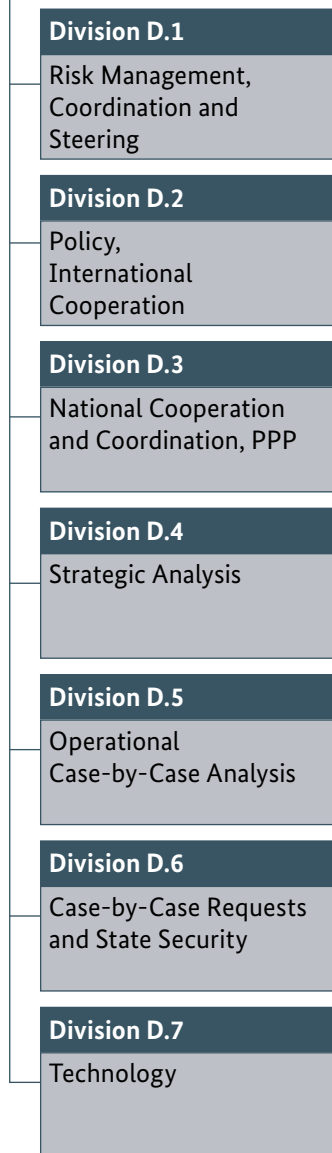 Division D.1
Risk Management,
Coordination and
Steering
Division D.2
Policy,
International
Cooperation
Division D.3
National Cooperation
and Coordination, PPP
Division D.4
Strategic Analysis
Division D.5
Operational
Case-by-Case Analysis
Division D.6
Case-by-Case Requests
and State Security
Division D.7
Technology